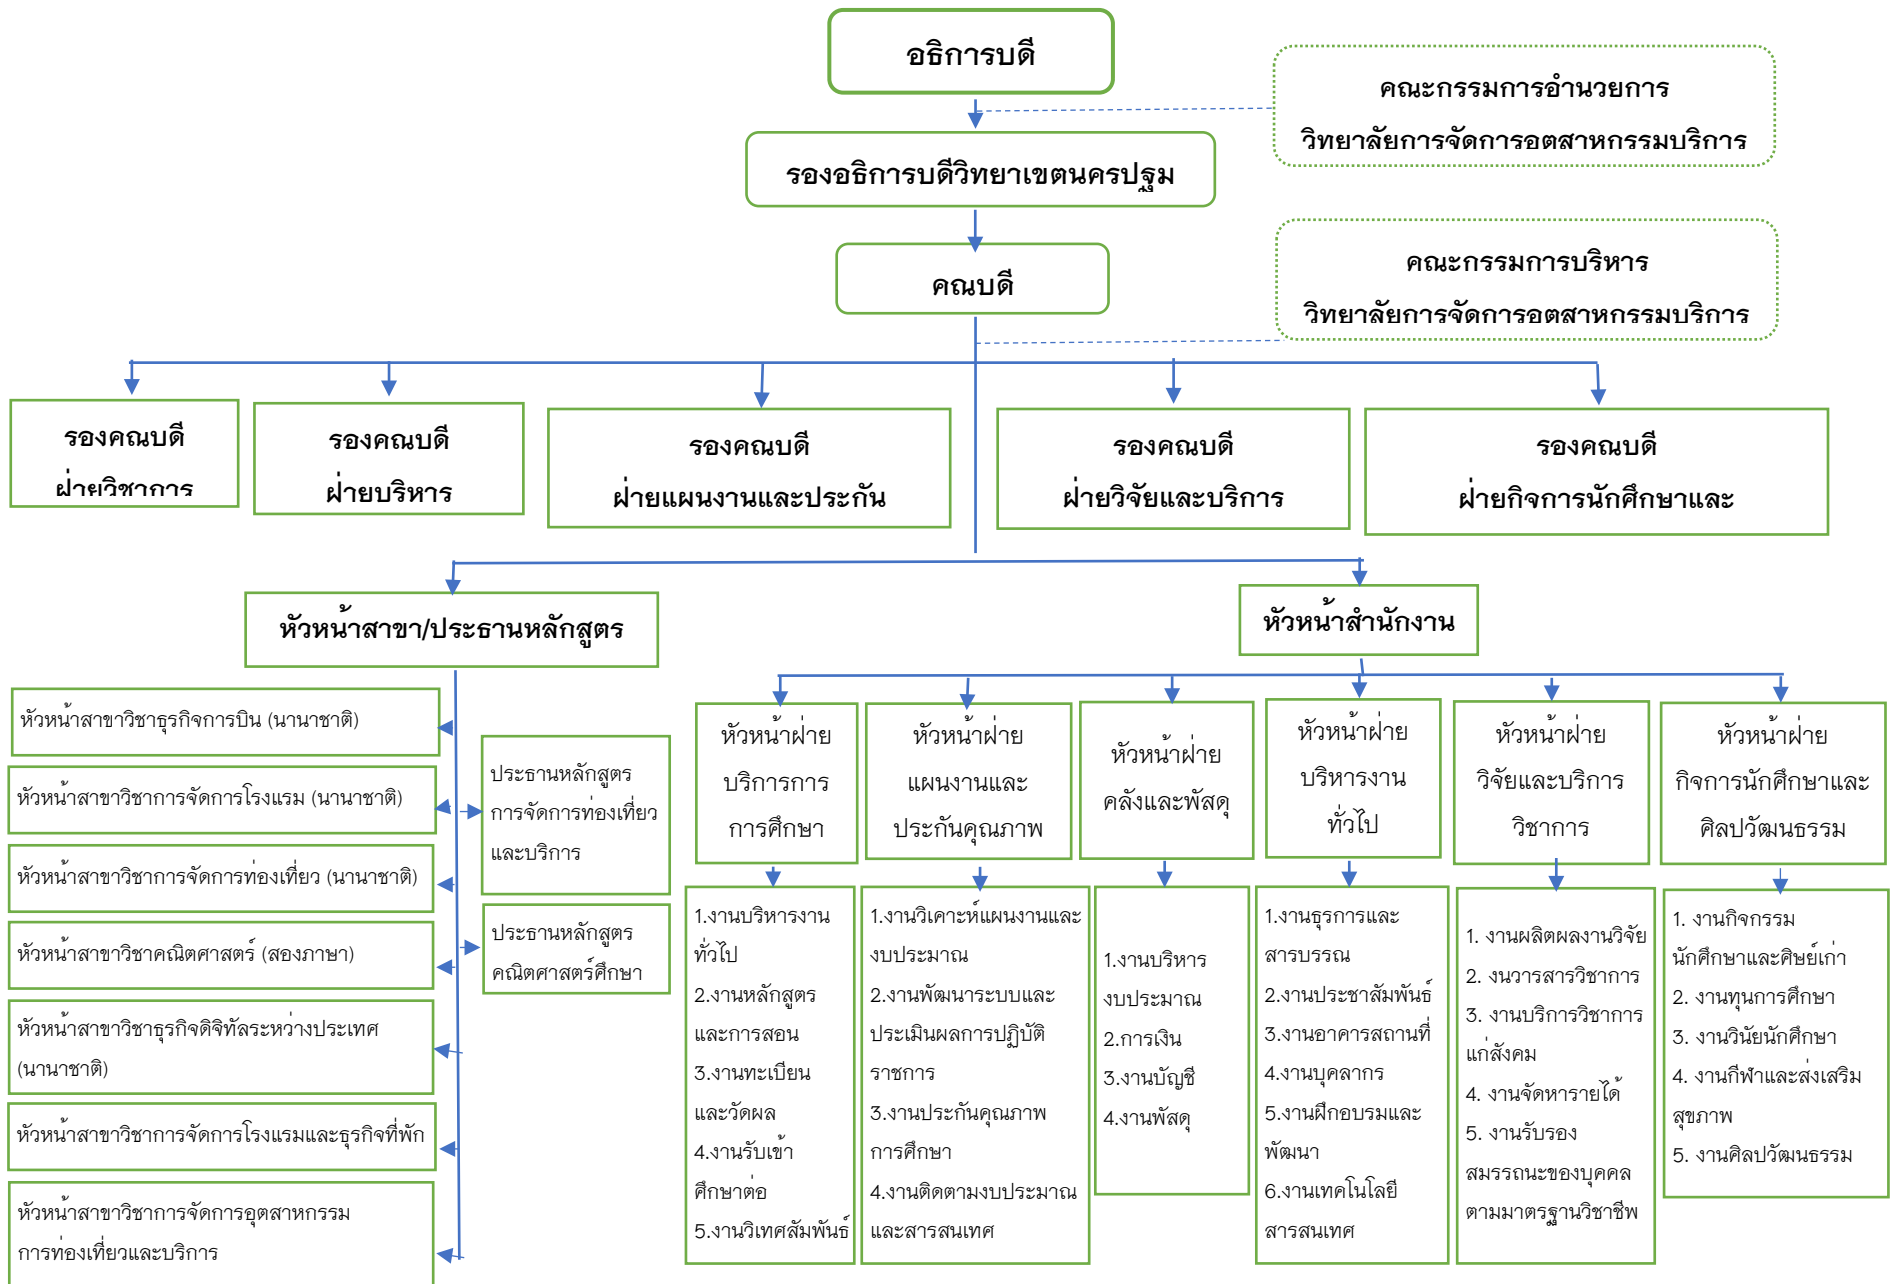 อธิการบดี
คณะกรรมการอำนวยการ
วิทยาลัยการจัดการอตสาหกรรมบริการ
รองอธิการบดีวิทยาเขตนครปฐม
คณบดี
คณะกรรมการบริหาร
วิทยาลัยการจัดการอตสาหกรรมบริการ
รองคณบดี
ฝ่ายวิชาการ
รองคณบดี
ฝ่ายบริหาร
รองคณบดี
ฝ่ายแผนงานและประกัน
รองคณบดี
ฝ่ายวิจัยและบริการ
รองคณบดี
ฝ่ายกิจการนักศึกษาและ
หัวหน้าสาขา/ประธานหลักสูตร
หัวหน้าสำนักงาน
หัวหน้าสาขาวิชาธุรกิจการบิน (นานาชาติ)
หัวหน้าสาขาวิชาการจัดการโรงแรม (นานาชาติ)
หัวหน้าสาขาวิชาการจัดการท่องเที่ยว (นานาชาติ)
หัวหน้าสาขาวิชาคณิตศาสตร์ (สองภาษา)
หัวหน้าสาขาวิชาธุรกิจดิจิทัลระหว่างประเทศ
(นานาชาติ)
หัวหน้าสาขาวิชาการจัดการโรงแรมและธุรกิจที่พัก
หัวหน้าสาขาวิชาการจัดการอุตสาหกรรม
การท่องเที่ยวและบริการ
ประธานหลักสูตร
การจัดการท่องเที่ยว
และบริการ
ประธานหลักสูตร
คณิตศาสตร์ศึกษา
หัวหน้าฝ่าย
บริการการ
การศึกษา
หัวหน้าฝ่าย
แผนงานและ
ประกันคุณภาพ
หัวหน้าฝ่าย
คลังและพัสดุ
หัวหน้าฝ่าย
บริหารงาน
ทั่วไป
หัวหน้าฝ่าย
วิจัยและบริการ
วิชาการ
หัวหน้าฝ่าย
กิจการนักศึกษาและ
ศิลปวัฒนธรรม
1.งานบริหารงาน
ทั่วไป
2.งานหลักสูตร
และการสอน
3.งานทะเบียน
และวัดผล
4.งานรับเข้า
ศึกษาต่อ
5.งานวิเทศสัมพันธ์
1.งานวิเคาะห์แผนงานและ
งบประมาณ
2.งานพัฒนาระบบและ
ประเมินผลการปฏิบัติ
ราชการ
3.งานประกันคุณภาพ
การศึกษา
4.งานติดตามงบประมาณ
และสารสนเทศ
1.งานบริหาร
งบประมาณ
2.การเงิน
3.งานบัญชี
4.งานพัสดุ
1.งานธุรการและ
สารบรรณ
2.งานประชาสัมพันธ์
3.งานอาคารสถานที่
4.งานบุคลากร
5.งานฝึกอบรมและ
พัฒนา
6.งานเทคโนโลยี
สารสนเทศ
1. งานผลิตผลงานวิจัย
2. งนวารสารวิชาการ
3. งานบริการวิชาการ
แก่สังคม
4. งานจัดหารายได้
5. งานรับรอง
สมรรถนะของบุคคล
ตามมาตรฐานวิชาชีพ
1. งานกิจกรรม
นักศึกษาและศิษย์เก่า
2. งานทุนการศึกษา
3. งานวินัยนักศึกษา
4. งานกีฬาและส่งเสริม
สุขภาพ
5. งานศิลปวัฒนธรรม